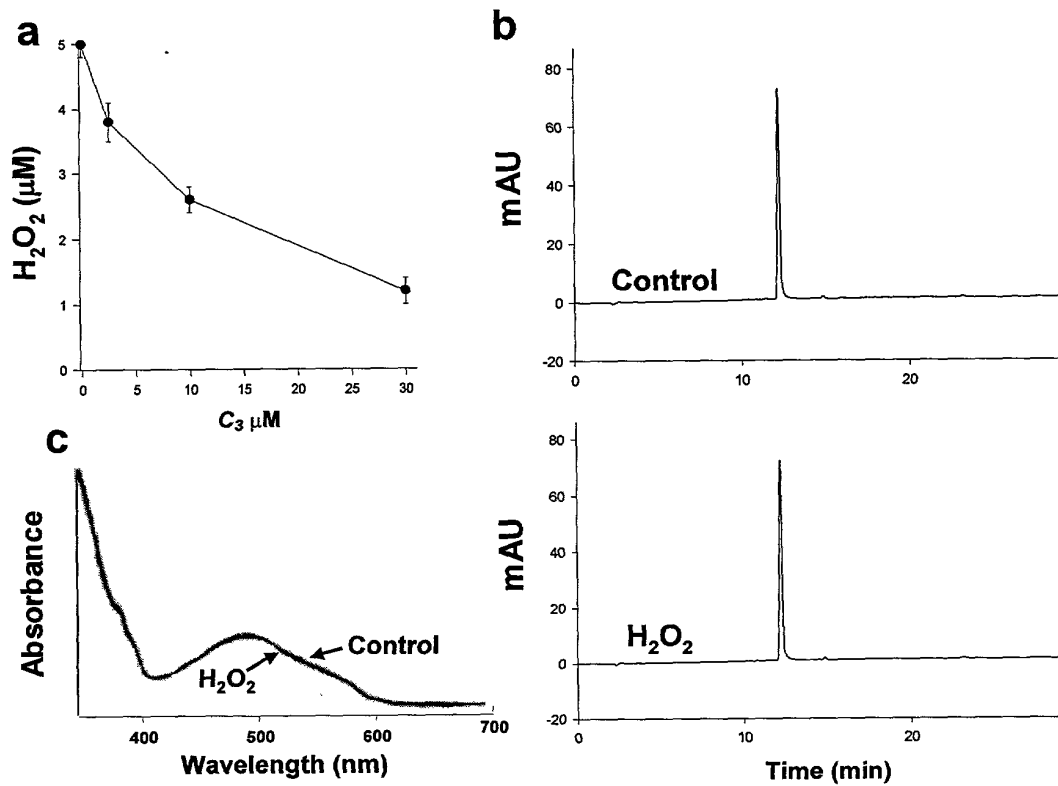 a
5
4
3
2
1
0
H₂O₂ (μM)
0 5 10 15 20 25 30
C₃ μM
b
80
60
40
20
0
-20
mAU
Control
0 10 20
80
60
40
20
0
-20
mAU
H₂O₂
0 10 20
Time (min)
c
Absorbance
Control
H₂O₂
400 500 600 700
Wavelength (nm)